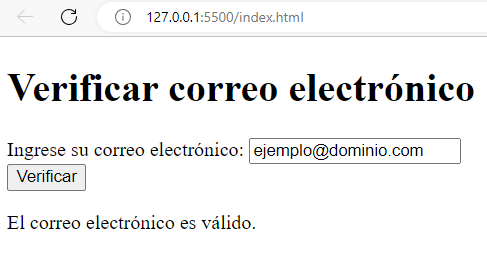 127.0.0.1:5500/index.html
Verificar correo electrónico
Ingrese su correo electrónico: ejemplo@dominio.com
Verificar
El correo electrónico es válido.